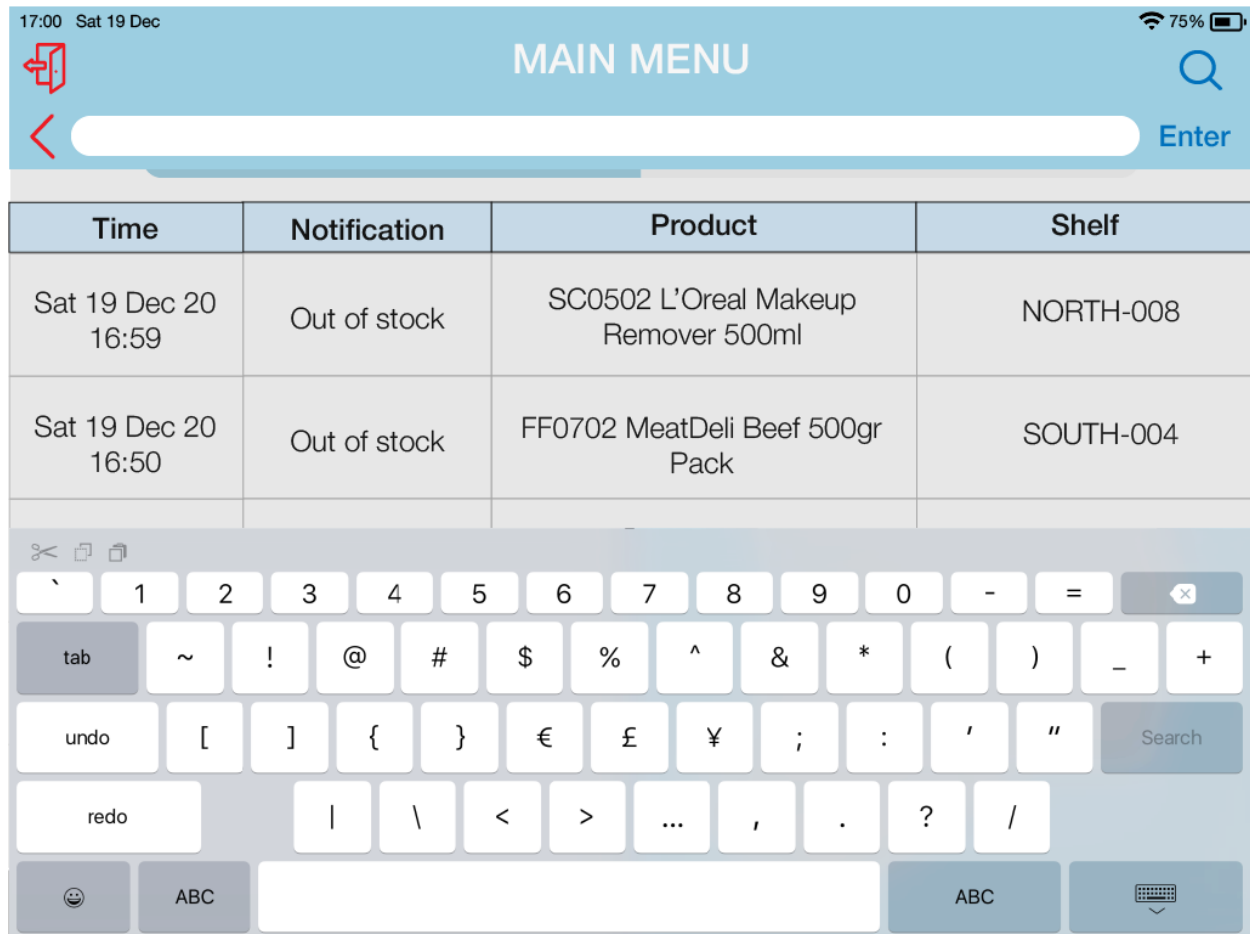 17:00 Sat 19 Dec
75%
MAIN MENU
Enter
Time Notification Product Shelf
Sat 19 Dec 20
16:59
Out of stock
SC0502 L’Oreal Makeup
Remover 500ml
NORTH-008
Sat 19 Dec 20
16:50
Out of stock
FF0702 MeatDeli Beef 500gr
Pack
SOUTH-004
` 1 2 3 4 5 6 7 8 9 0 - =
tab ~ ! @ # $ % ^ & * ( ) _ +
undo [ ] { } € £ ¥ ; : ' " Search
redo | \ < > ... , . ? /
ABC ABC